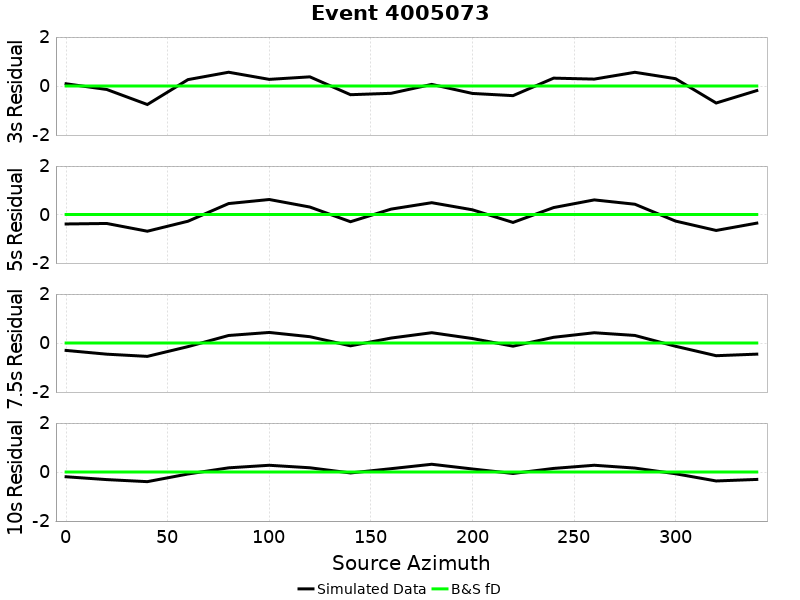 Event 4005073
3s Residual
2
0
-2
5s Residual
2
0
-2
7.5s Residual
2
0
-2
10s Residual
2
0
-2
0 50 100 150 200 250 300
Source Azimuth
Simulated Data B&S fD